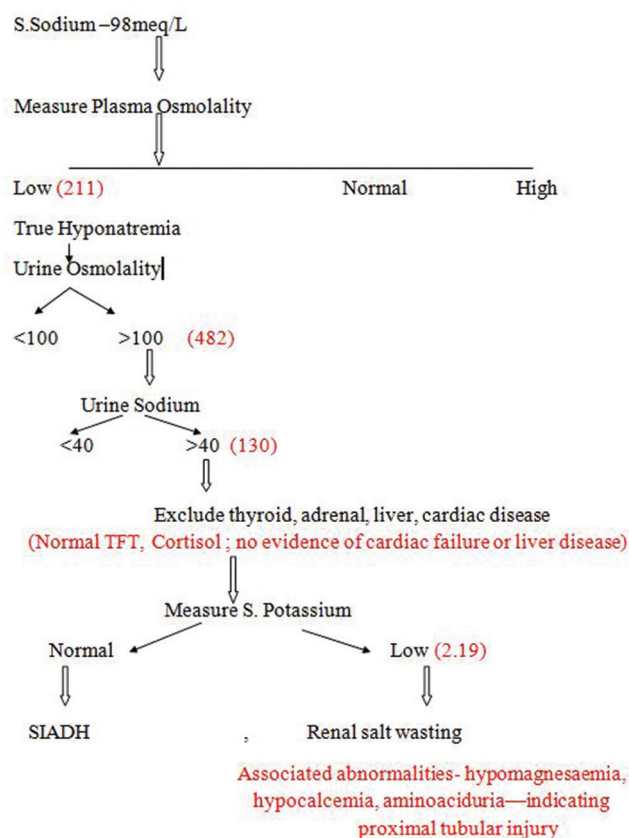 S.Sodium –98meq/L
Measure Plasma Osmolality
Low (211) Normal High
True Hyponatremia
Urine Osmolality
<100 >100 (482)
Urine Sodium
<40 >40 (130)
Exclude thyroid, adrenal, liver, cardiac disease
(Normal TFT, Cortisol ; no evidence of cardiac failure or liver disease)
Measure S. Potassium
Normal Low (2.19)
SIADH , Renal salt wasting
Associated abnormalities- hypomagnesaemia,
hypocalcemia, aminoaciduria—indicating
proximal tubular injury